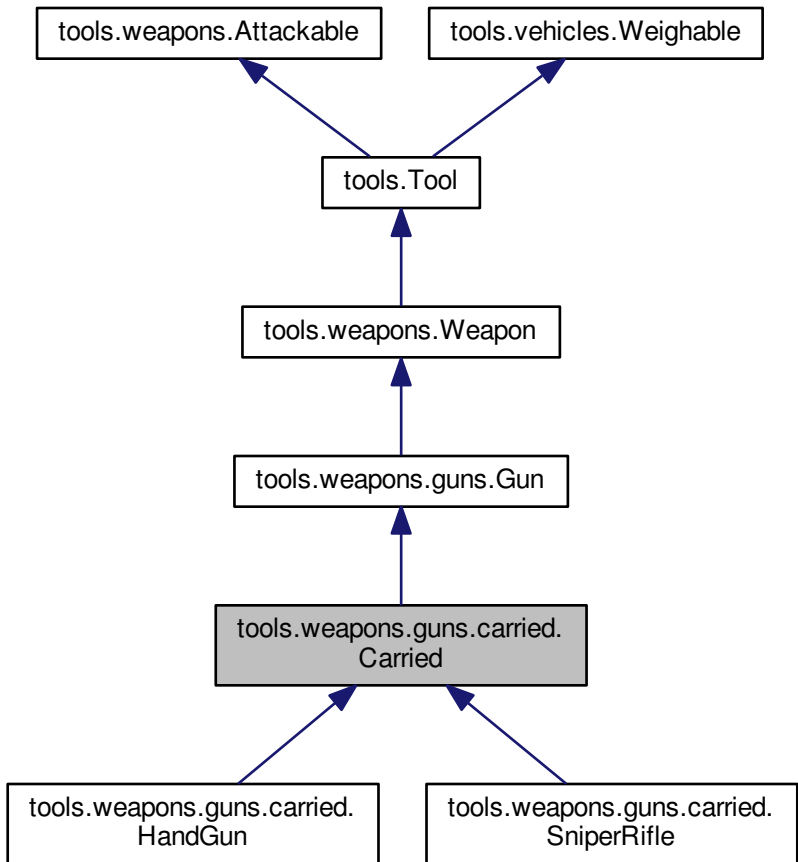 tools.weapons.Attackable
tools.vehicles.Weighable
tools.Tool
tools.weapons.Weapon
tools.weapons.guns.Gun
tools.weapons.guns.carried.
Carried
tools.weapons.guns.carried.
HandGun
tools.weapons.guns.carried.
SniperRifle